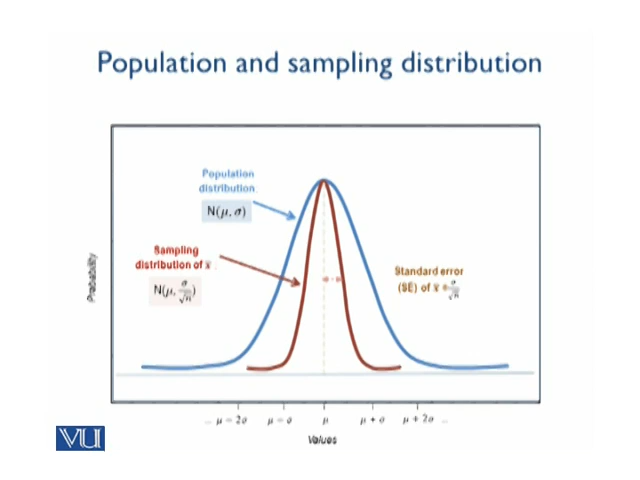 Population and sampling distribution
Population
distribution
N(μ, σ)
Sampling
distribution of x̄
N(μ, σ/√n)
Standard error
(SE) of x̄ = σ/√n
Probability
... μ − 2σ μ − σ μ μ + σ μ + 2σ ...
Values
VU